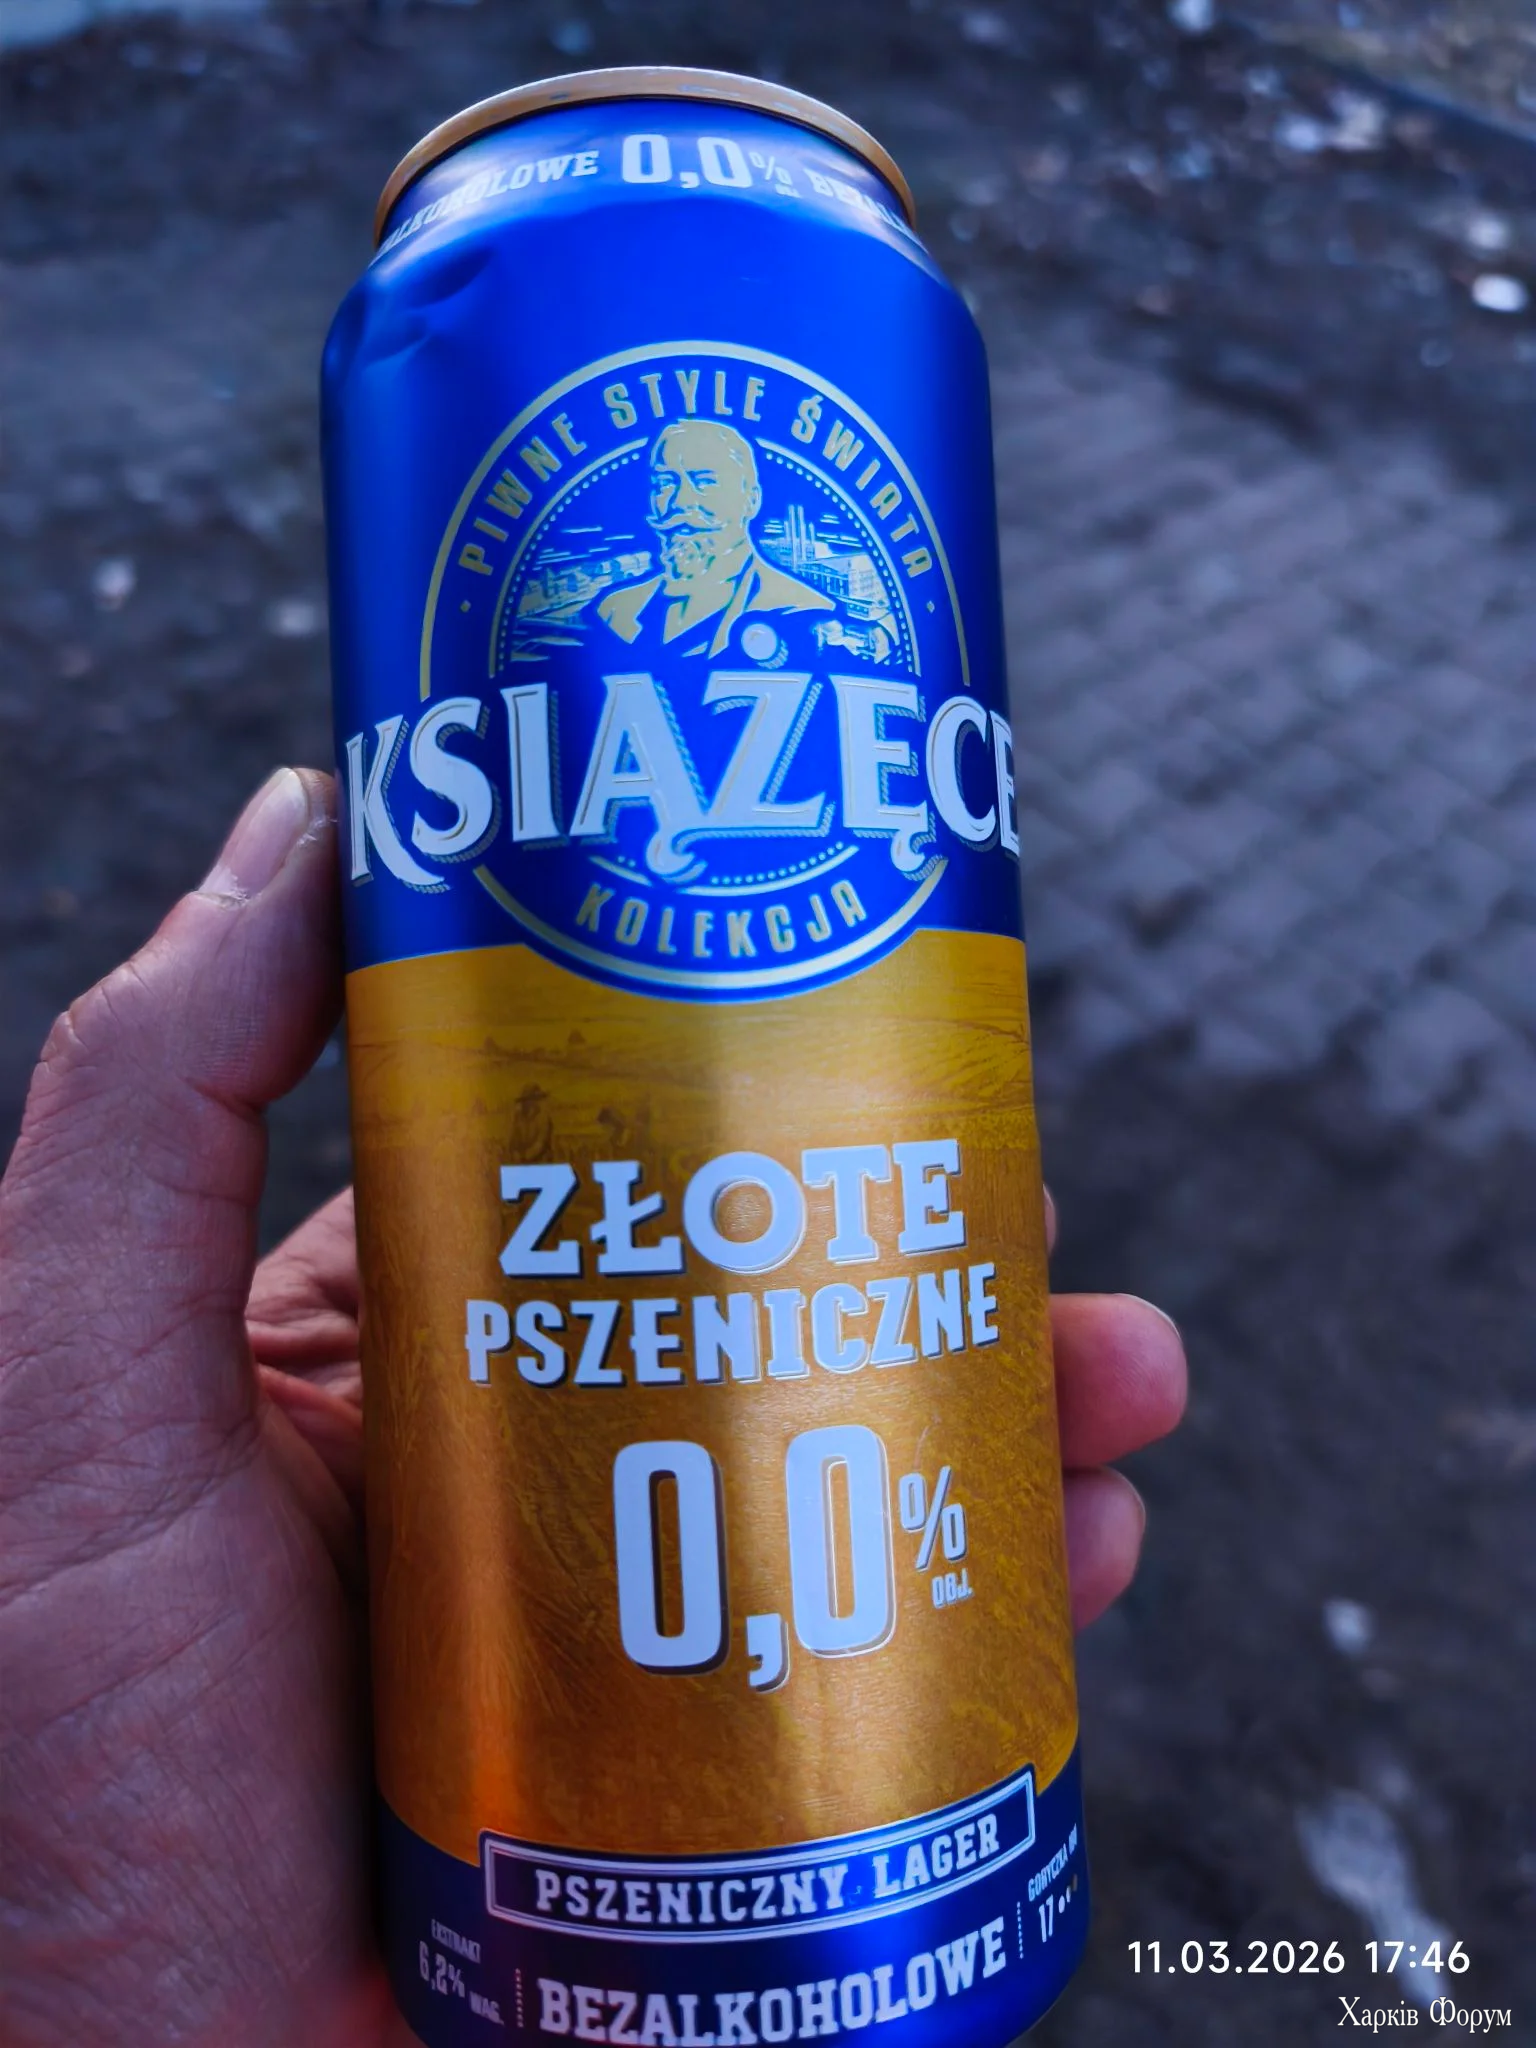 BEZALKOHOLOWE 0,0% OBJ.
PIWNE STYLE ŚWIATA
KSIĄŻĘCE
KOLEKCJA
ZŁOTE
PSZENICZNE
0,0%
OBJ.
PSZENICZNY LAGER
EKSTRAKT
6,2% WAG.
BEZALKOHOLOWE
GORYCZKA
17
11.03.2026 17:46
Харків Форум